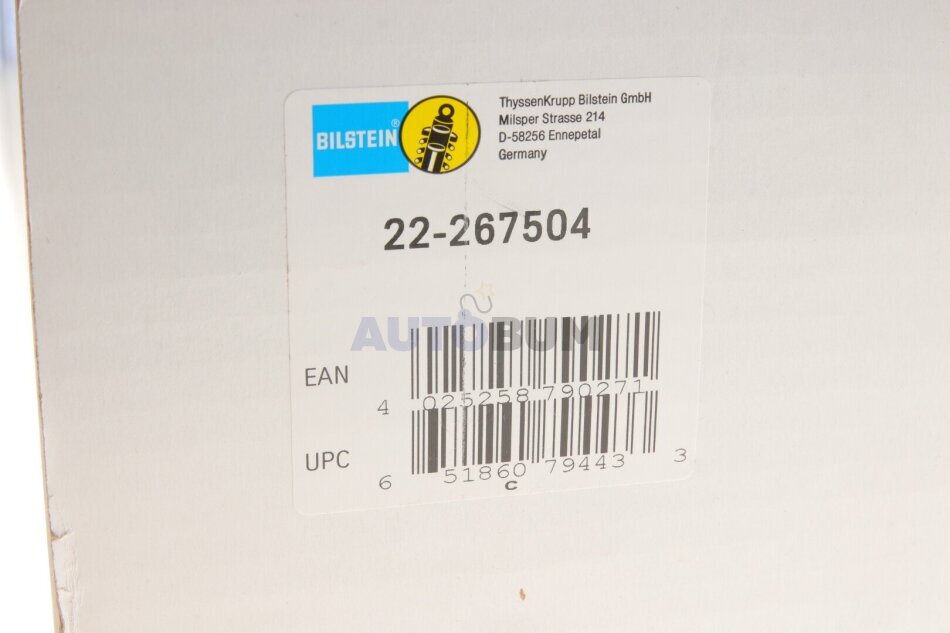 BILSTEIN®
ThyssenKrupp Bilstein GmbH
Milsper Strasse 214
D-58256 Ennepetal
Germany
22-267504
AUTOBUM
EAN
4 025258 790271
UPC
6 51860 79443 3
C